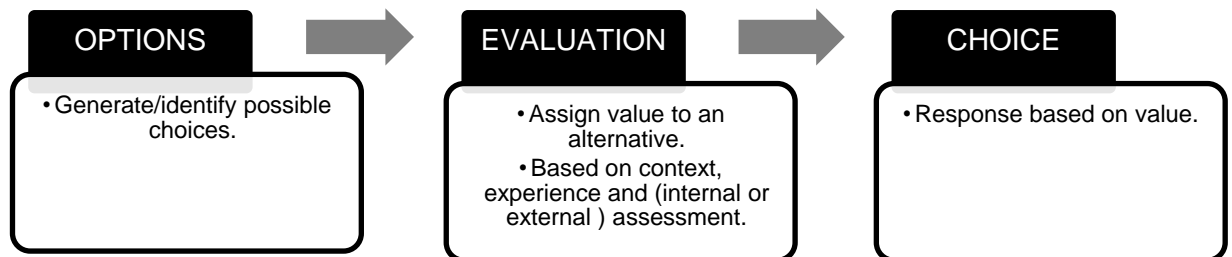 OPTIONS
• Generate/identify possible
choices.
EVALUATION
• Assign value to an
alternative.
• Based on context,
experience and (internal or
external ) assessment.
CHOICE
• Response based on value.